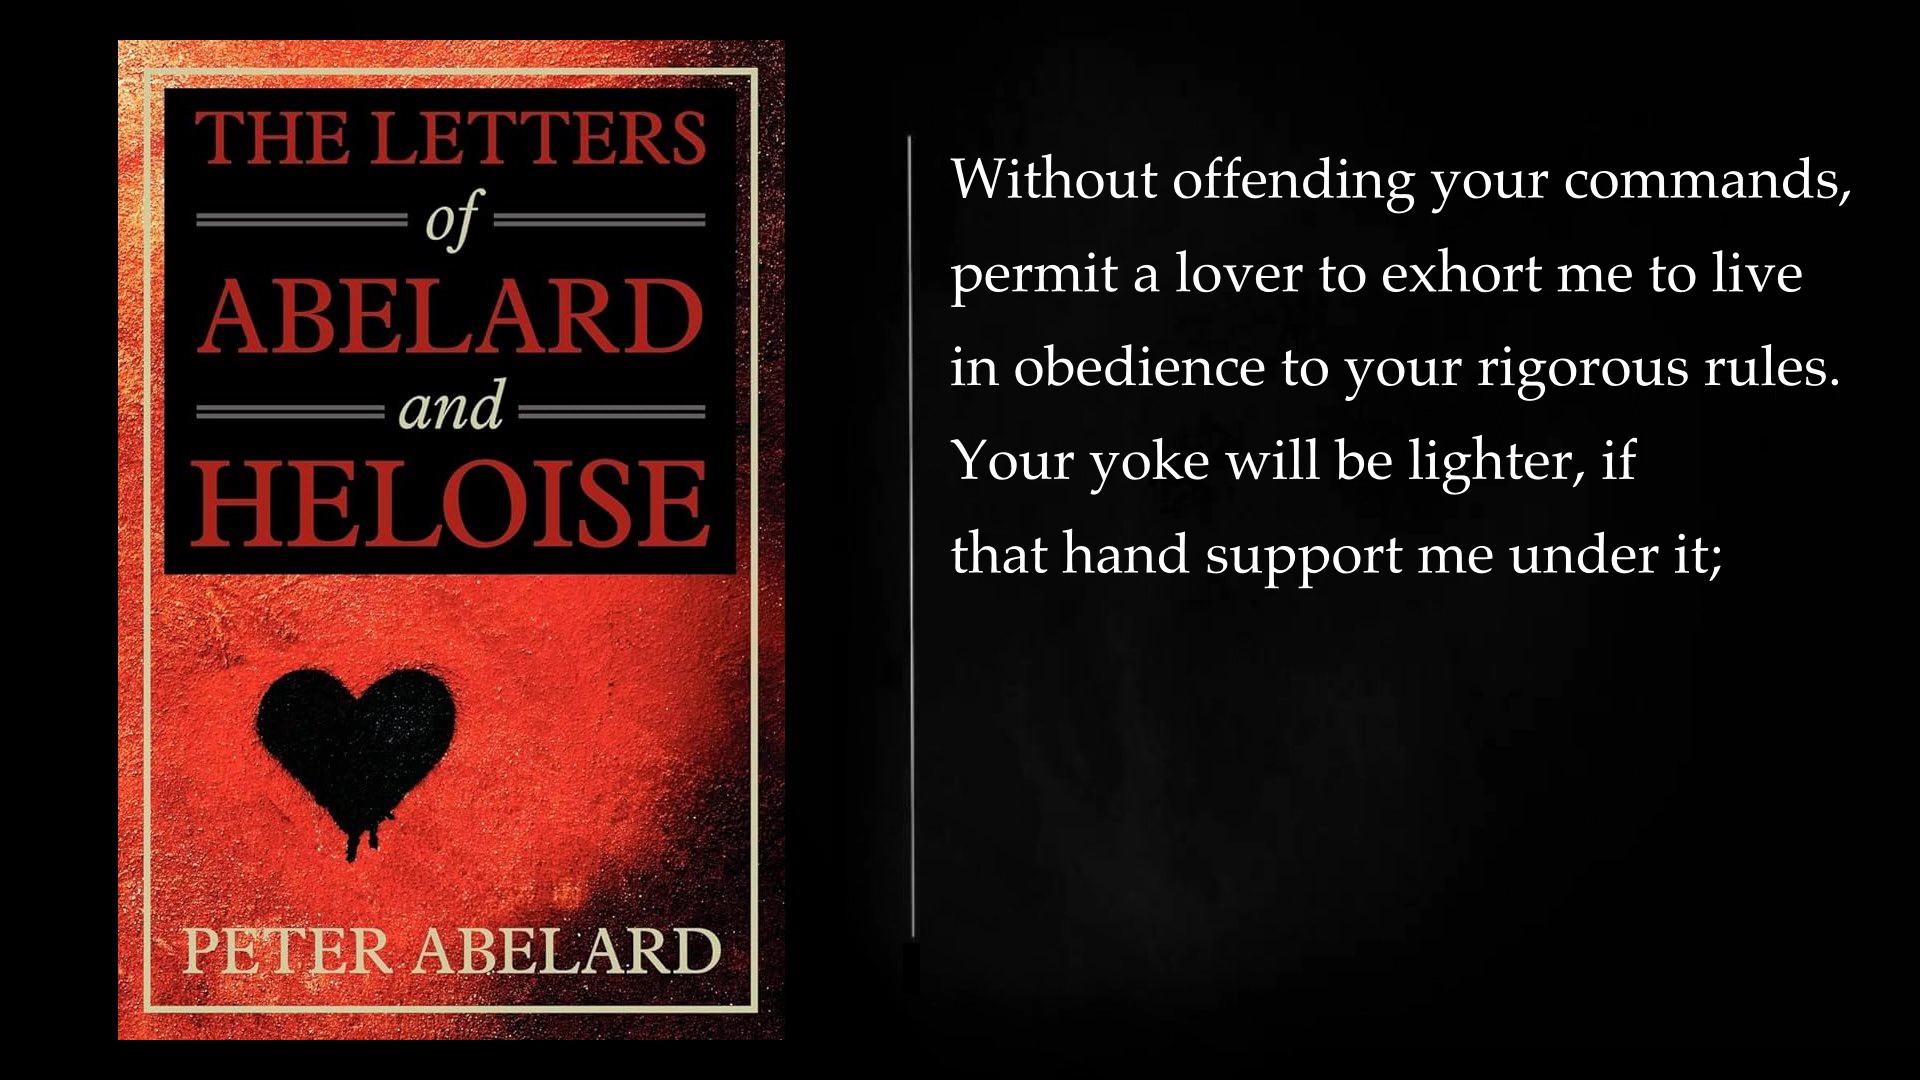 THE LETTERS
of
ABELARD
and
HELOISE
PETER ABELARD
Without offending your commands,
permit a lover to exhort me to live
in obedience to your rigorous rules.
Your yoke will be lighter, if
that hand support me under it;